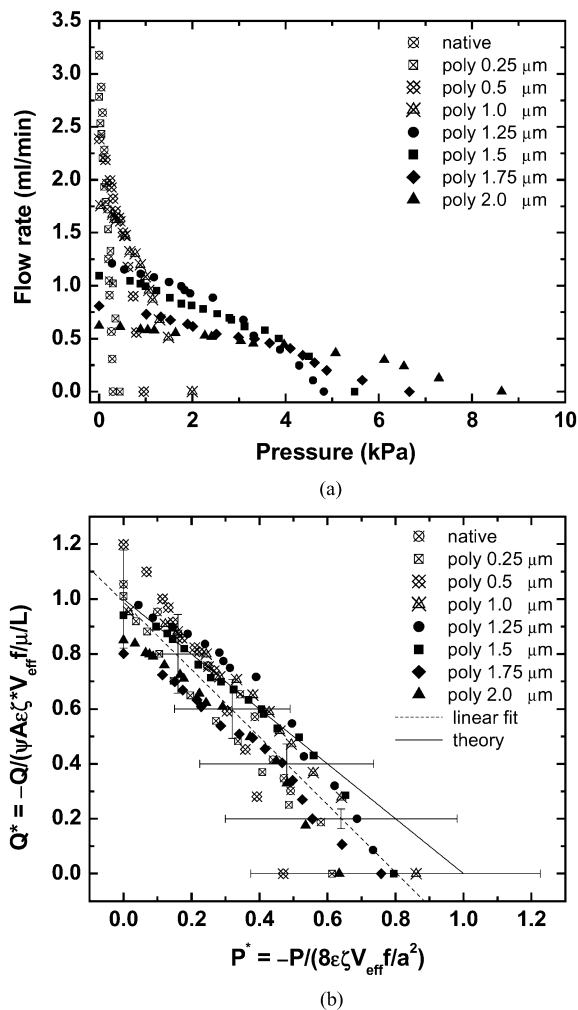 3.5
3.0
2.5
2.0
1.5
1.0
0.5
0.0
Flow rate (ml/min)
native
poly 0.25 μm
poly 0.5 μm
poly 1.0 μm
poly 1.25 μm
poly 1.5 μm
poly 1.75 μm
poly 2.0 μm
0 2 4 6 8 10
Pressure (kPa)
(a)
1.2
1.0
0.8
0.6
0.4
0.2
0.0
Q* = –Q/(ψAεζ*V_eff f/μ/L)
native
poly 0.25 μm
poly 0.5 μm
poly 1.0 μm
poly 1.25 μm
poly 1.5 μm
poly 1.75 μm
poly 2.0 μm
linear fit
theory
0.0 0.2 0.4 0.6 0.8 1.0 1.2
P* = –P/(8εζV_eff f/a²)
(b)